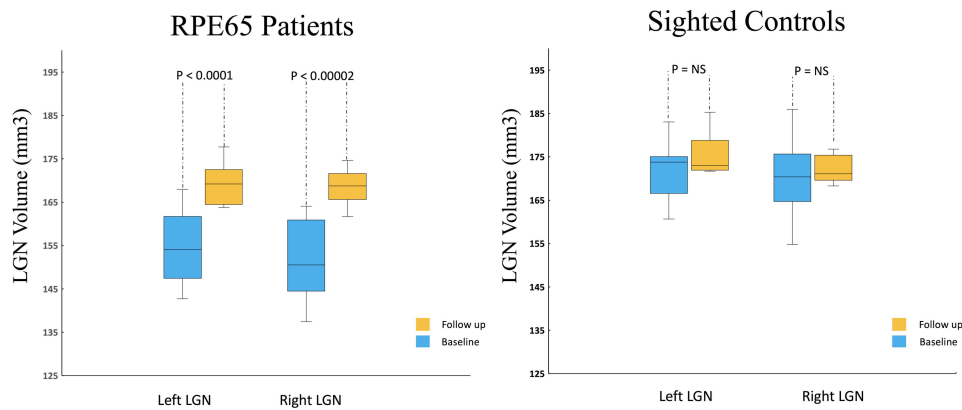 RPE65 Patients
LGN Volume (mm3)
195
185
175
165
155
145
135
125
P < 0.0001
P < 0.00002
Follow up
Baseline
Left LGN
Right LGN
Sighted Controls
LGN Volume (mm3)
195
185
175
165
155
145
135
125
P = NS
P = NS
Follow up
Baseline
Left LGN
Right LGN